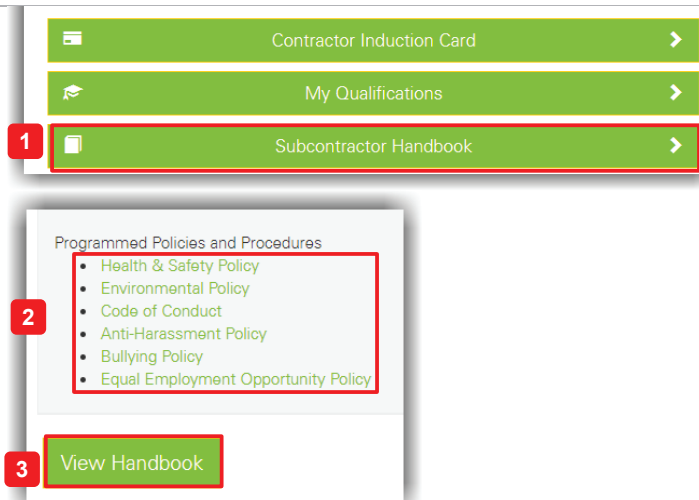 Contractor Induction Card
My Qualifications
1
Subcontractor Handbook
Programmed Policies and Procedures
• Health & Safety Policy
• Environmental Policy
2
• Code of Conduct
• Anti-Harassment Policy
• Bullying Policy
• Equal Employment Opportunity Policy
3
View Handbook